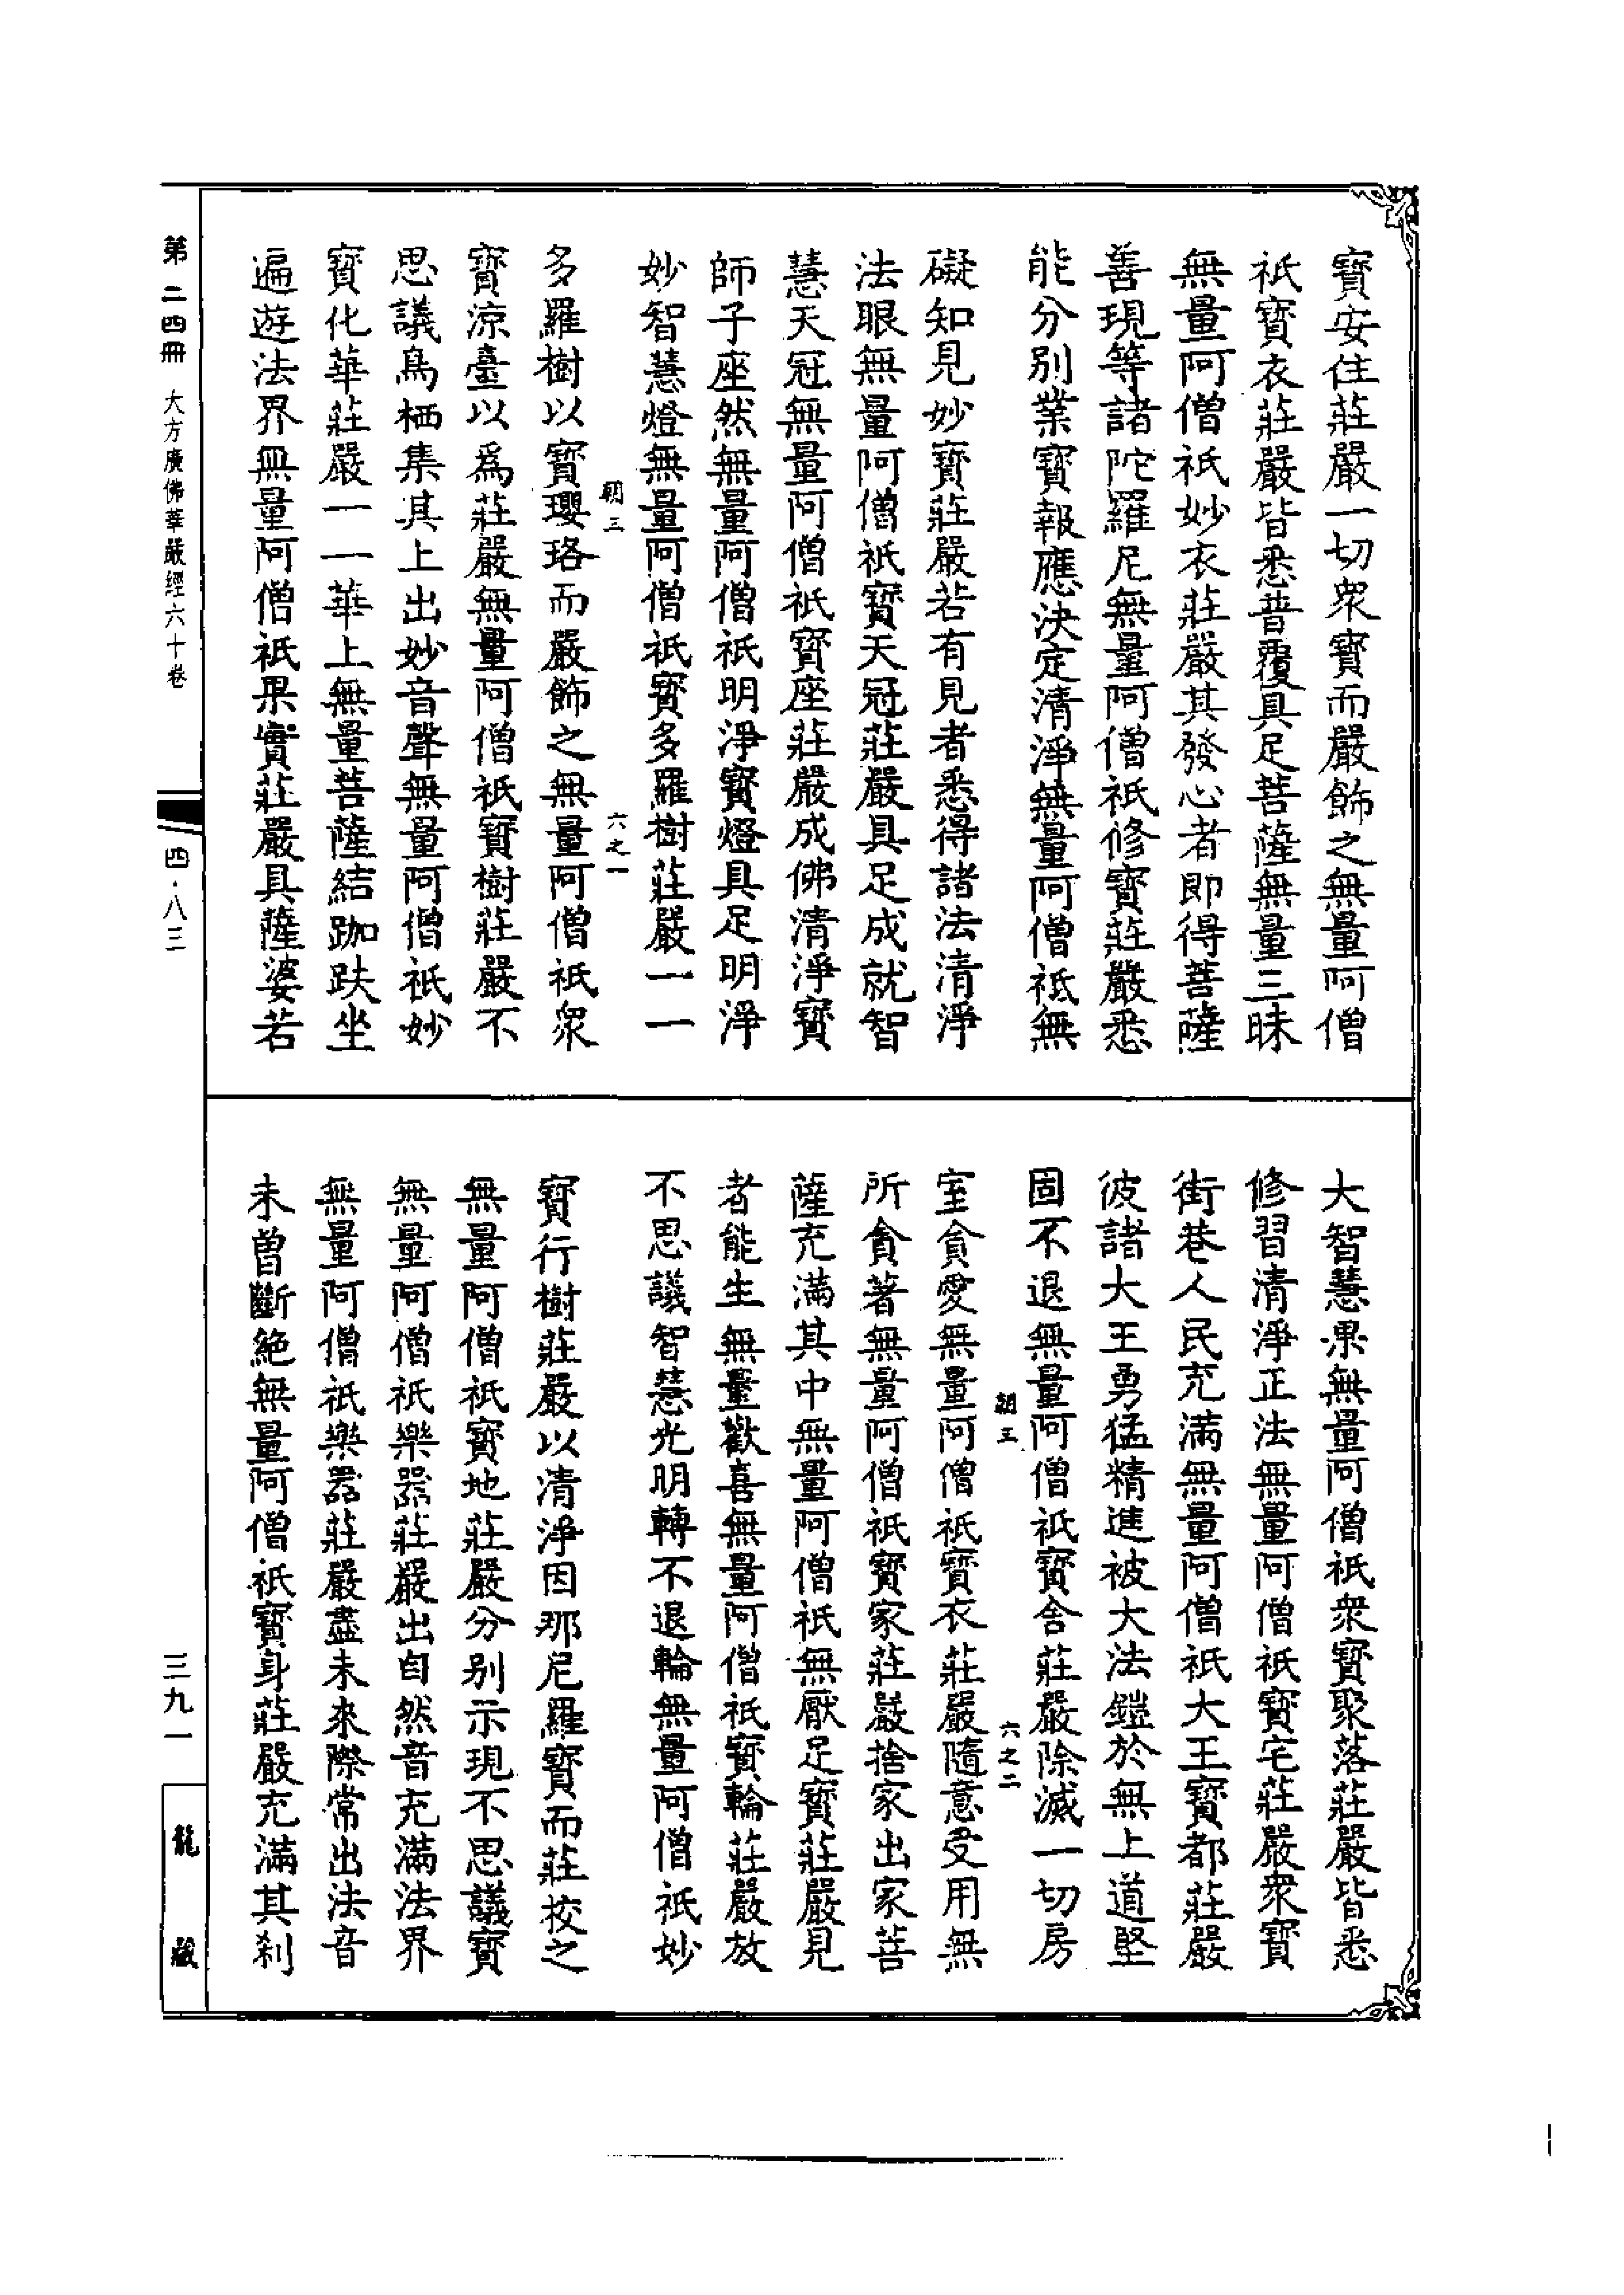 寶安住莊嚴一切衆寶而嚴飾之無量阿僧
祇寶衣莊嚴皆悉普覆具足菩薩無量三昧
無量阿僧祇妙衣莊嚴其發心者即得菩薩
善現等諸陀羅尼無量阿僧祇修寶莊嚴悉
能分别業寶報應決定清淨無量阿僧祇無
礙知見妙寶莊嚴若有見者悉得諸法清淨
法眼無量阿僧祇寶天冠莊嚴具足成就智
慧天冠無量阿僧祇寶座莊嚴成佛清淨寶
師子座然無量阿僧祇明淨寶燈具足明淨
妙智慧燈無量阿僧祇寶多羅樹莊嚴一一
朝三 六之一
多羅樹以寶瓔珞而嚴飾之無量阿僧祇衆
寶涼臺以爲莊嚴無量阿僧祇寶樹莊嚴不
思議鳥栖集其上出妙音聲無量阿僧祇妙
寶化華莊嚴一一華上無量菩薩結跏趺坐
遍遊法界無量阿僧祇果實莊嚴具薩婆若
大智慧果無量阿僧祇衆寶聚落莊嚴皆悉
修習清淨正法無量阿僧祇寶宅莊嚴衆寶
街巷人民充滿無量阿僧祇大王寶都莊嚴
彼諸大王勇猛精進被大法鎧於無上道堅
固不退無量阿僧祇寶舍莊嚴除滅一切房
朝三 六之二
室貪愛無量阿僧祇寶衣莊嚴隨意受用無
所貪著無量阿僧祇寶家莊嚴捨家出家菩
薩充滿其中無量阿僧祇無厭足寶莊嚴見
者能生無量歡喜無量阿僧祇寶輪莊嚴放
不思議智慧光明轉不退輪無量阿僧祇妙
寶行樹莊嚴以清淨因那尼羅寶而莊挍之
無量阿僧祇寶地莊嚴分别示現不思議寶
無量阿僧祇樂器莊嚴出自然音充滿法界
無量阿僧祇樂器莊嚴盡未來際常出法音
未曾斷絶無量阿僧祇寶身莊嚴充滿其刹
第二四冊 大方廣佛華嚴經六十卷
四·八三
三九一
龍藏